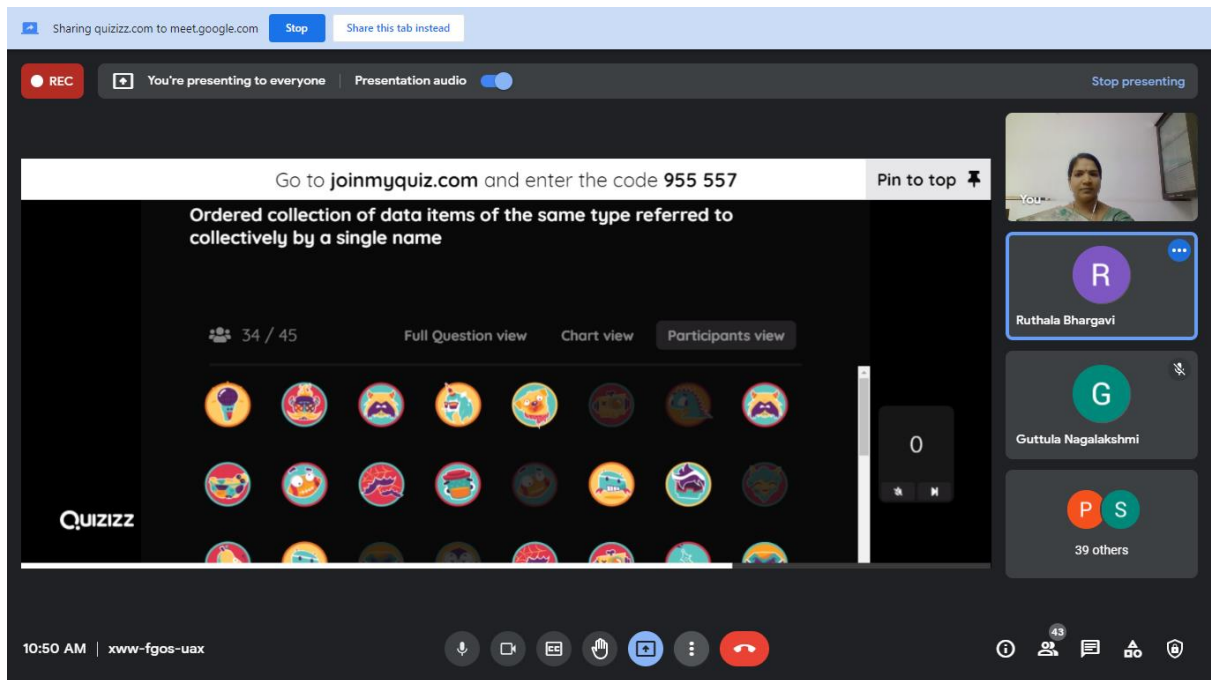 Sharing quizizz.com to meet.google.com Stop Share this tab instead
REC You're presenting to everyone Presentation audio Stop presenting
Go to joinmyquiz.com and enter the code 955 557 Pin to top
You
Ordered collection of data items of the same type referred to
collectively by a single name
R
Ruthala Bhargavi
34 / 45 Full Question view Chart view Participants view
G
Guttula Nagalakshmi
0
QUIZIZZ
P S
39 others
10:50 AM | xww-fgos-uax
CC
43